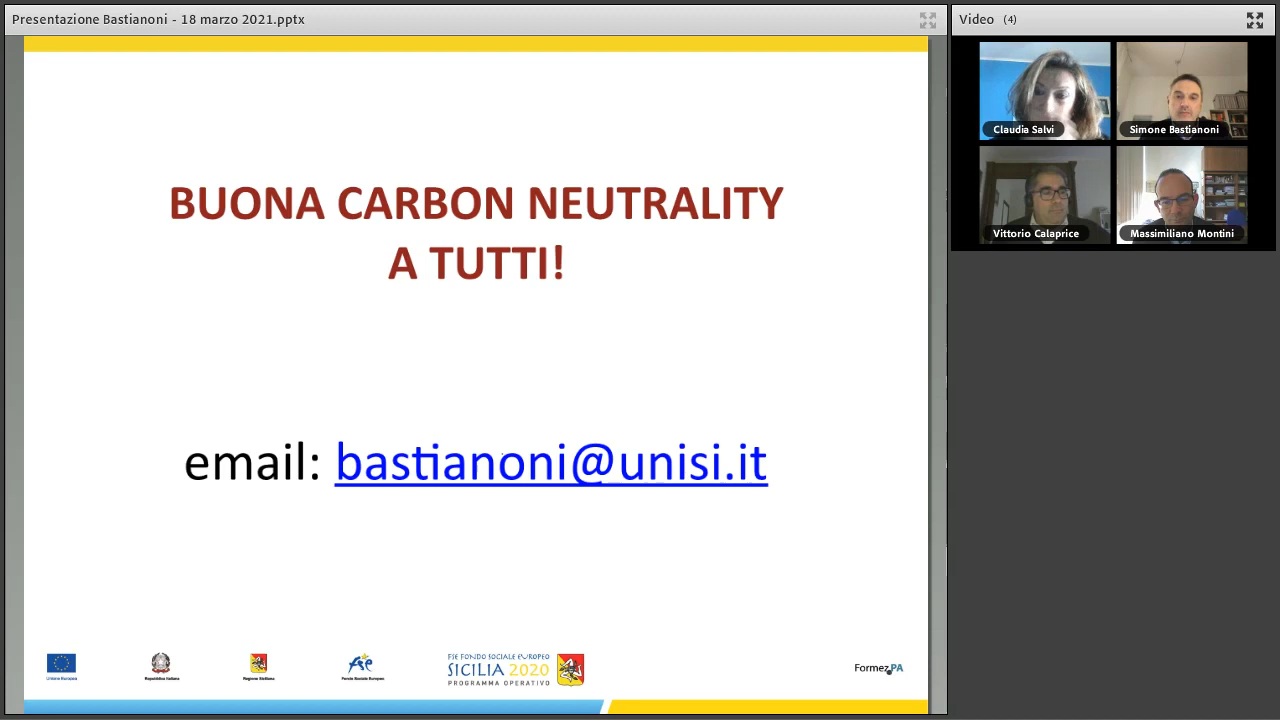 Presentazione Bastianoni - 18 marzo 2021.pptx
Video (4)
Claudia Salvi
Simone Bastianoni
Vittorio Calaprice
Massimiliano Montini
BUONA CARBON NEUTRALITY
A TUTTI!
email: bastianoni@unisi.it
Unione Europea
Repubblica Italiana
Regione Siciliana
fse
Fondo Sociale Europeo
FSE FONDO SOCIALE EUROPEO
SICILIA 2020
PROGRAMMA OPERATIVO
FormezPA